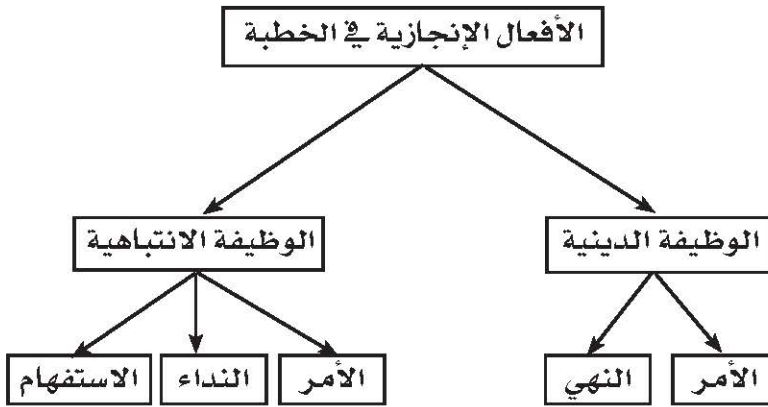 الأفعال الإنجازية في الخطبة
الوظيفة الدينية
الوظيفة الانتباهية
الأمر
النهي
الأمر
النداء
الاستفهام